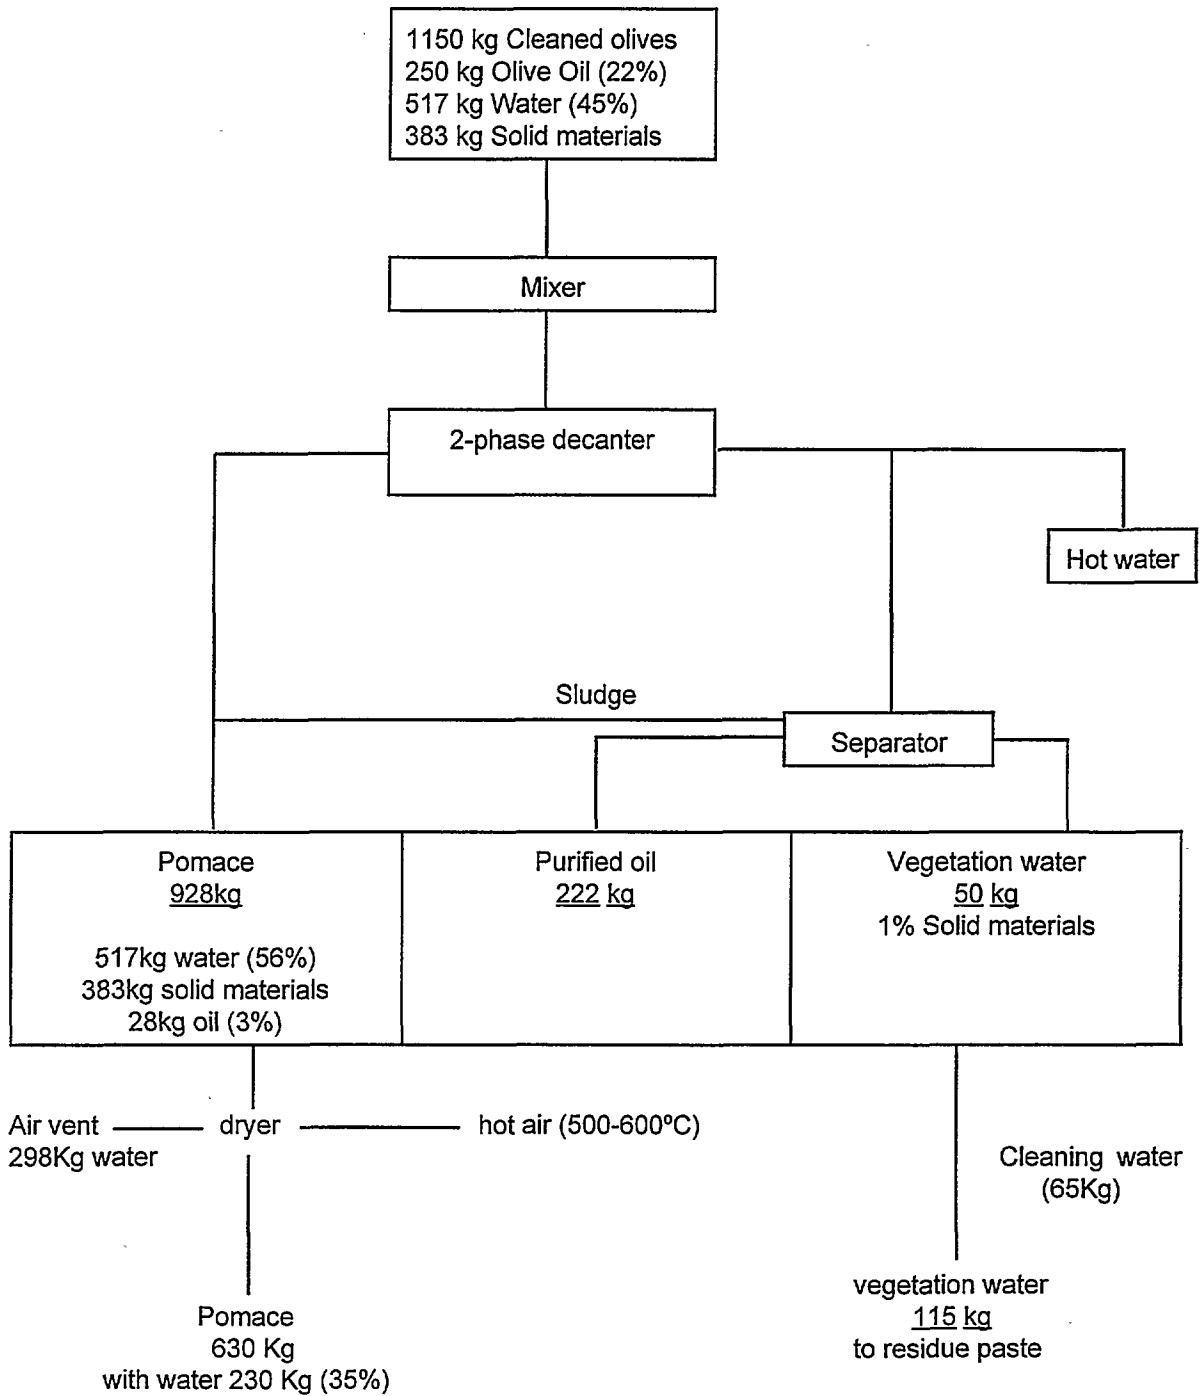 1150 kg Cleaned olives
250 kg Olive Oil (22%)
517 kg Water (45%)
383 kg Solid materials
Mixer
2-phase decanter
Hot water
Sludge
Separator
Pomace
928kg
517kg water (56%)
383kg solid materials
28kg oil (3%)
Purified oil
222 kg
Vegetation water
50 kg
1% Solid materials
Air vent
298Kg water
dryer
hot air (500-600ºC)
Cleaning water
(65Kg)
Pomace
630 Kg
with water 230 Kg (35%)
vegetation water
115 kg
to residue paste